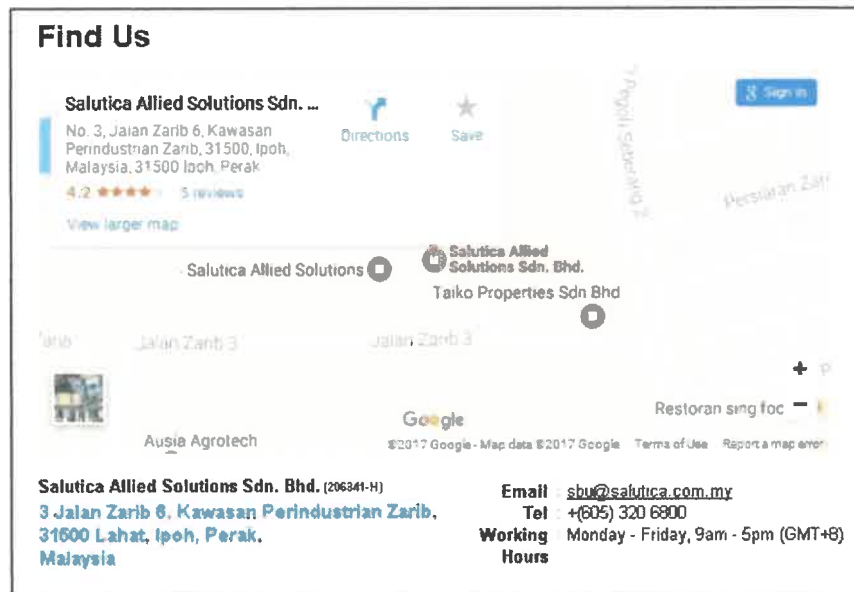 Find Us
Salutica Allied Solutions Sdn. ...
No. 3, Jalan Zarib 6, Kawasan
Perindustrian Zarib, 31500, Ipoh,
Malaysia, 31500 Ipoh, Perak
4.2 ★★★★ 5 reviews
View larger map
Directions
Save
Sign in
Salutica Allied Solutions
Salutica Allied
Solutions Sdn. Bhd.
Taiko Properties Sdn Bhd
Jalan Zarib 3
Jalan Zarib 3
Google
Restoran sing foc
Ausia Agrotech
©2017 Google - Map data ©2017 Google Terms of Use Report a map error
Salutica Allied Solutions Sdn. Bhd. (206341-H)
3 Jalan Zarib 6, Kawasan Perindustrian Zarib,
31500 Lahat, Ipoh, Perak,
Malaysia
Email : sbu@salutica.com.my
Tel : +(605) 320 6800
Working : Monday - Friday, 9am - 5pm (GMT+8)
Hours